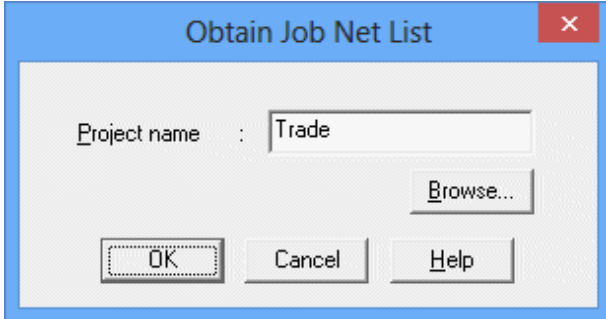 Obtain Job Net List
Project name : Trade
Browse...
OK Cancel Help